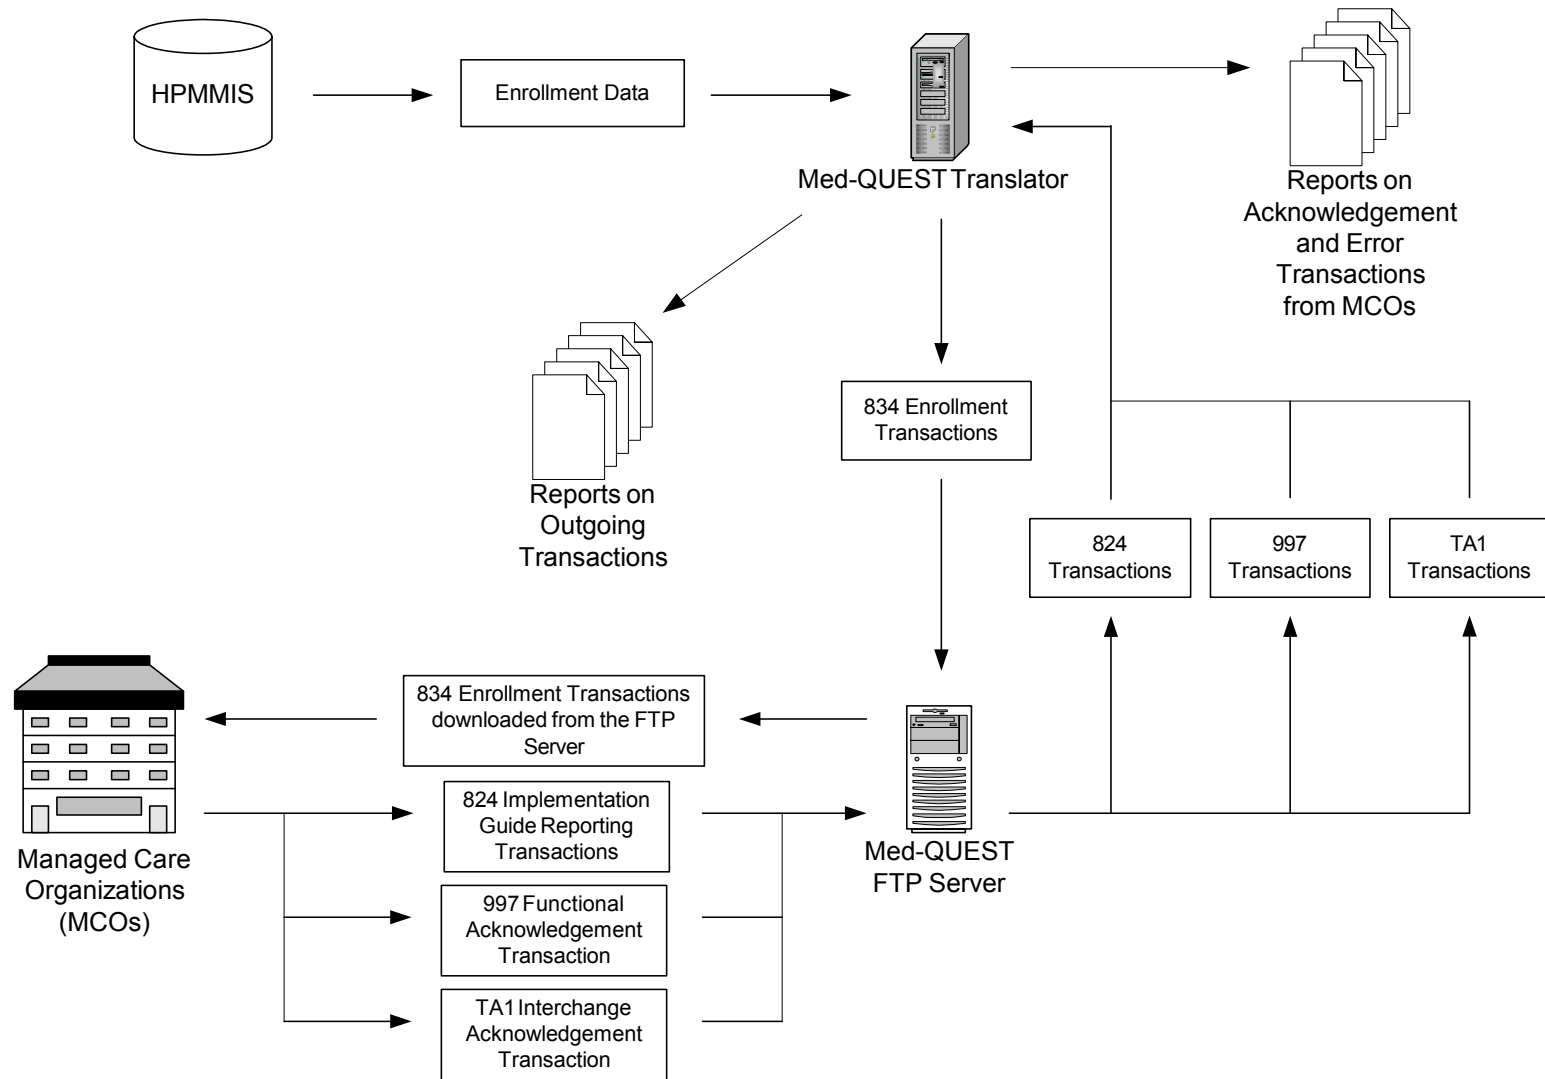 HPMMIS
Enrollment Data
Med-QUEST Translator
Reports on
Acknowledgement
and Error
Transactions
from MCOs
834 Enrollment
Transactions
Reports on
Outgoing
Transactions
824
Transactions
997
Transactions
TA1
Transactions
834 Enrollment Transactions
downloaded from the FTP
Server
824 Implementation
Guide Reporting
Transactions
Managed Care
Organizations
(MCOs)
Med-QUEST
FTP Server
997 Functional
Acknowledgement
Transaction
TA1 Interchange
Acknowledgement
Transaction